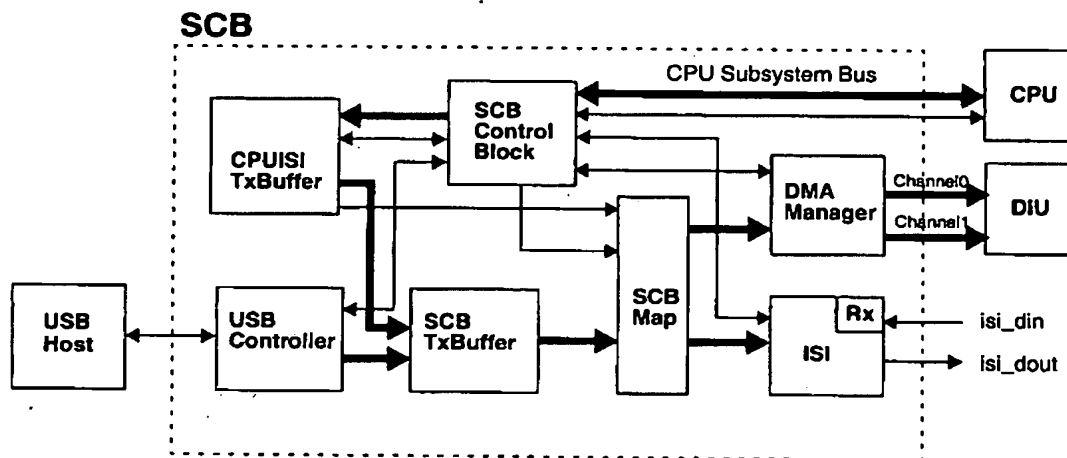 SCB
CPU Subsystem Bus
CPU
SCB
Control
Block
CPUISI
TxBuffer
DMA
Manager
Channel0
Channel1
DIU
USB
Host
USB
Controller
SCB
TxBuffer
SCB
Map
Rx
ISI
isi_din
isi_dout